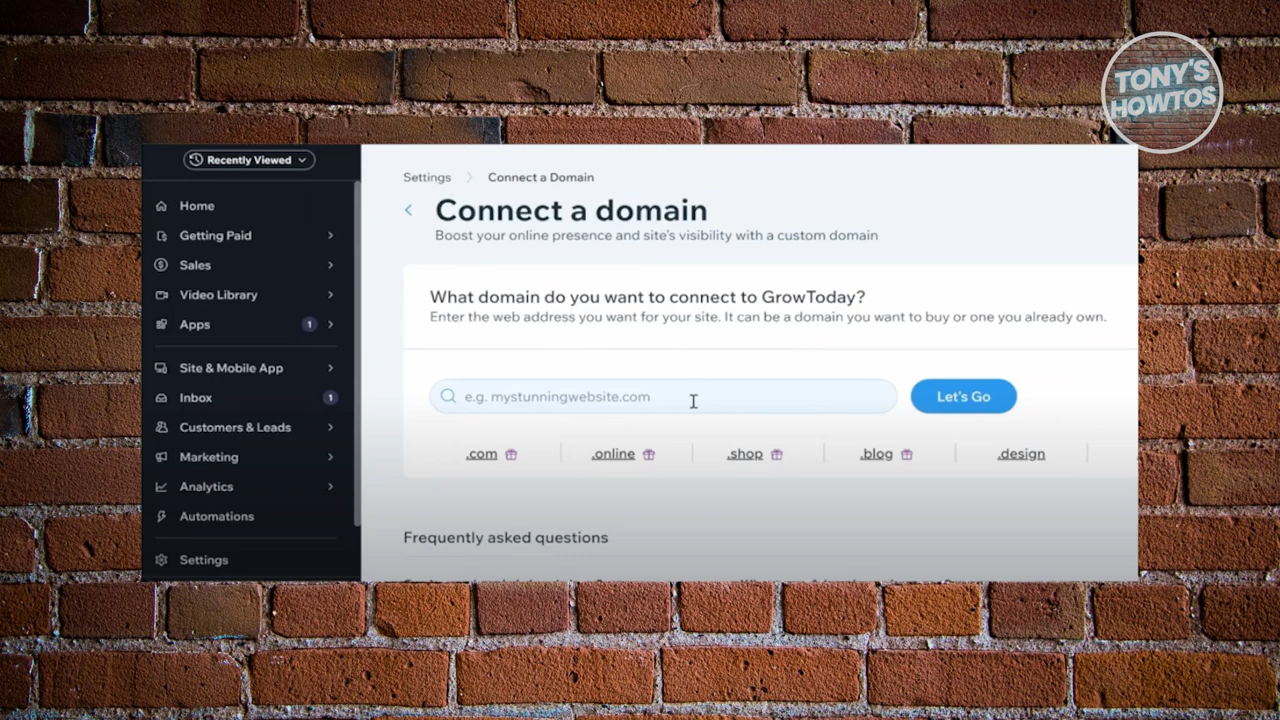 TONY'S
HOWTOS
Recently Viewed
Home
Getting Paid
Sales
Video Library
Apps 1
Site & Mobile App
Inbox 1
Customers & Leads
Marketing
Analytics
Automations
Settings
Settings > Connect a Domain
Connect a domain
Boost your online presence and site's visibility with a custom domain
What domain do you want to connect to GrowToday?
Enter the web address you want for your site. It can be a domain you want to buy or one you already own.
e.g. mystunningwebsite.com Let's Go
.com .online .shop .blog .design
Frequently asked questions